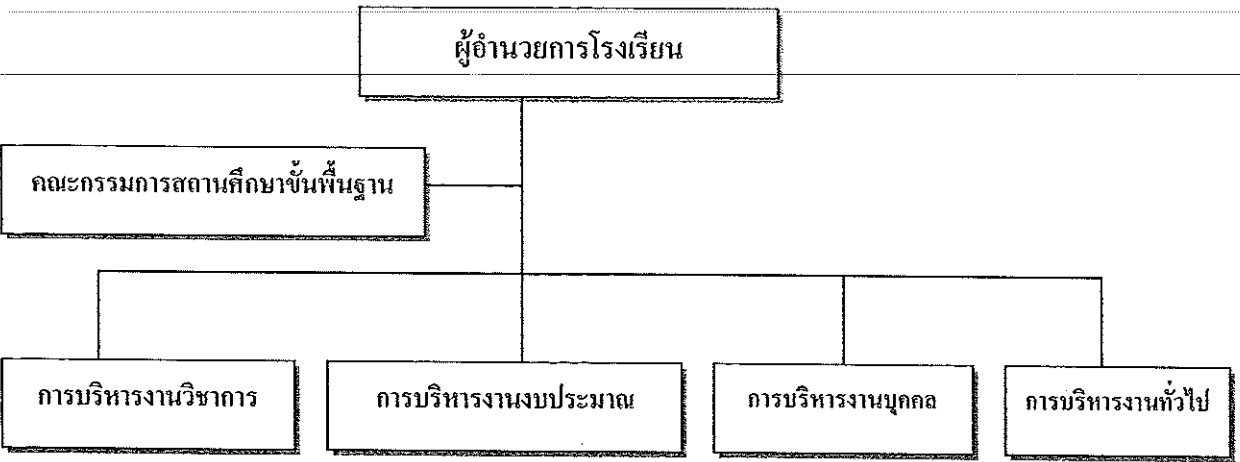 ผู้อำนวยการโรงเรียน
คณะกรรมการสถานศึกษาขั้นพื้นฐาน
การบริหารงานวิชาการ
การบริหารงานงบประมาณ
การบริหารงานบุคคล
การบริหารงานทั่วไป